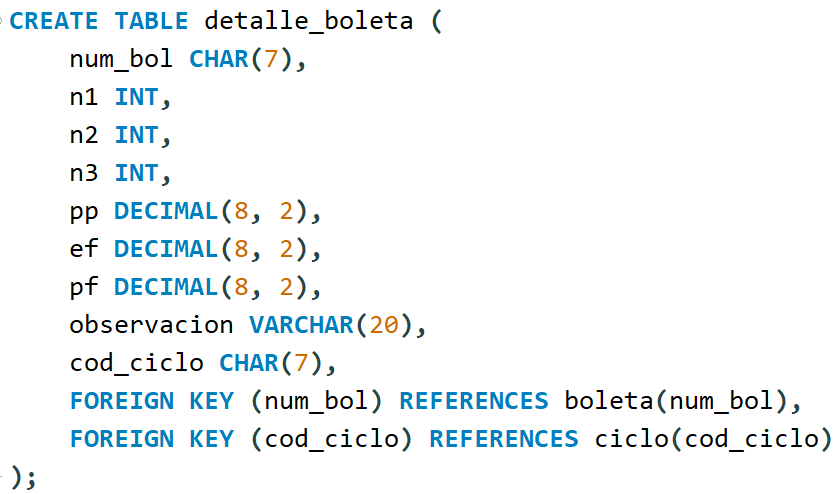 CREATE TABLE detalle_boleta (
    num_bol CHAR(7),
    n1 INT,
    n2 INT,
    n3 INT,
    pp DECIMAL(8, 2),
    ef DECIMAL(8, 2),
    pf DECIMAL(8, 2),
    observacion VARCHAR(20),
    cod_ciclo CHAR(7),
    FOREIGN KEY (num_bol) REFERENCES boleta(num_bol),
    FOREIGN KEY (cod_ciclo) REFERENCES ciclo(cod_ciclo)
);